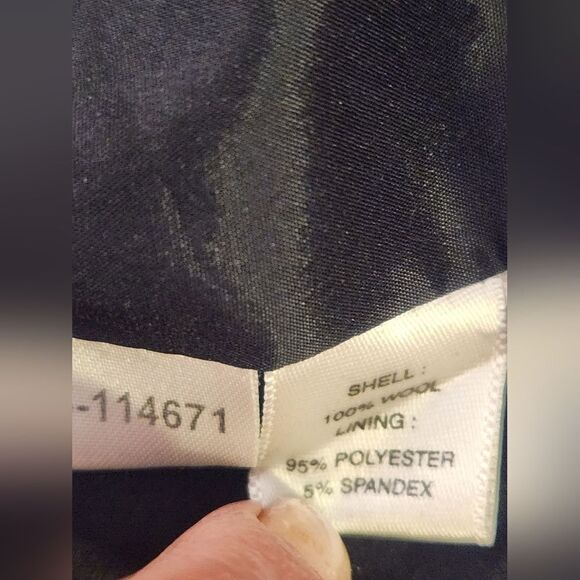 -114671
SHELL :
100% WOOL
LINING :
95% POLYESTER
5% SPANDEX